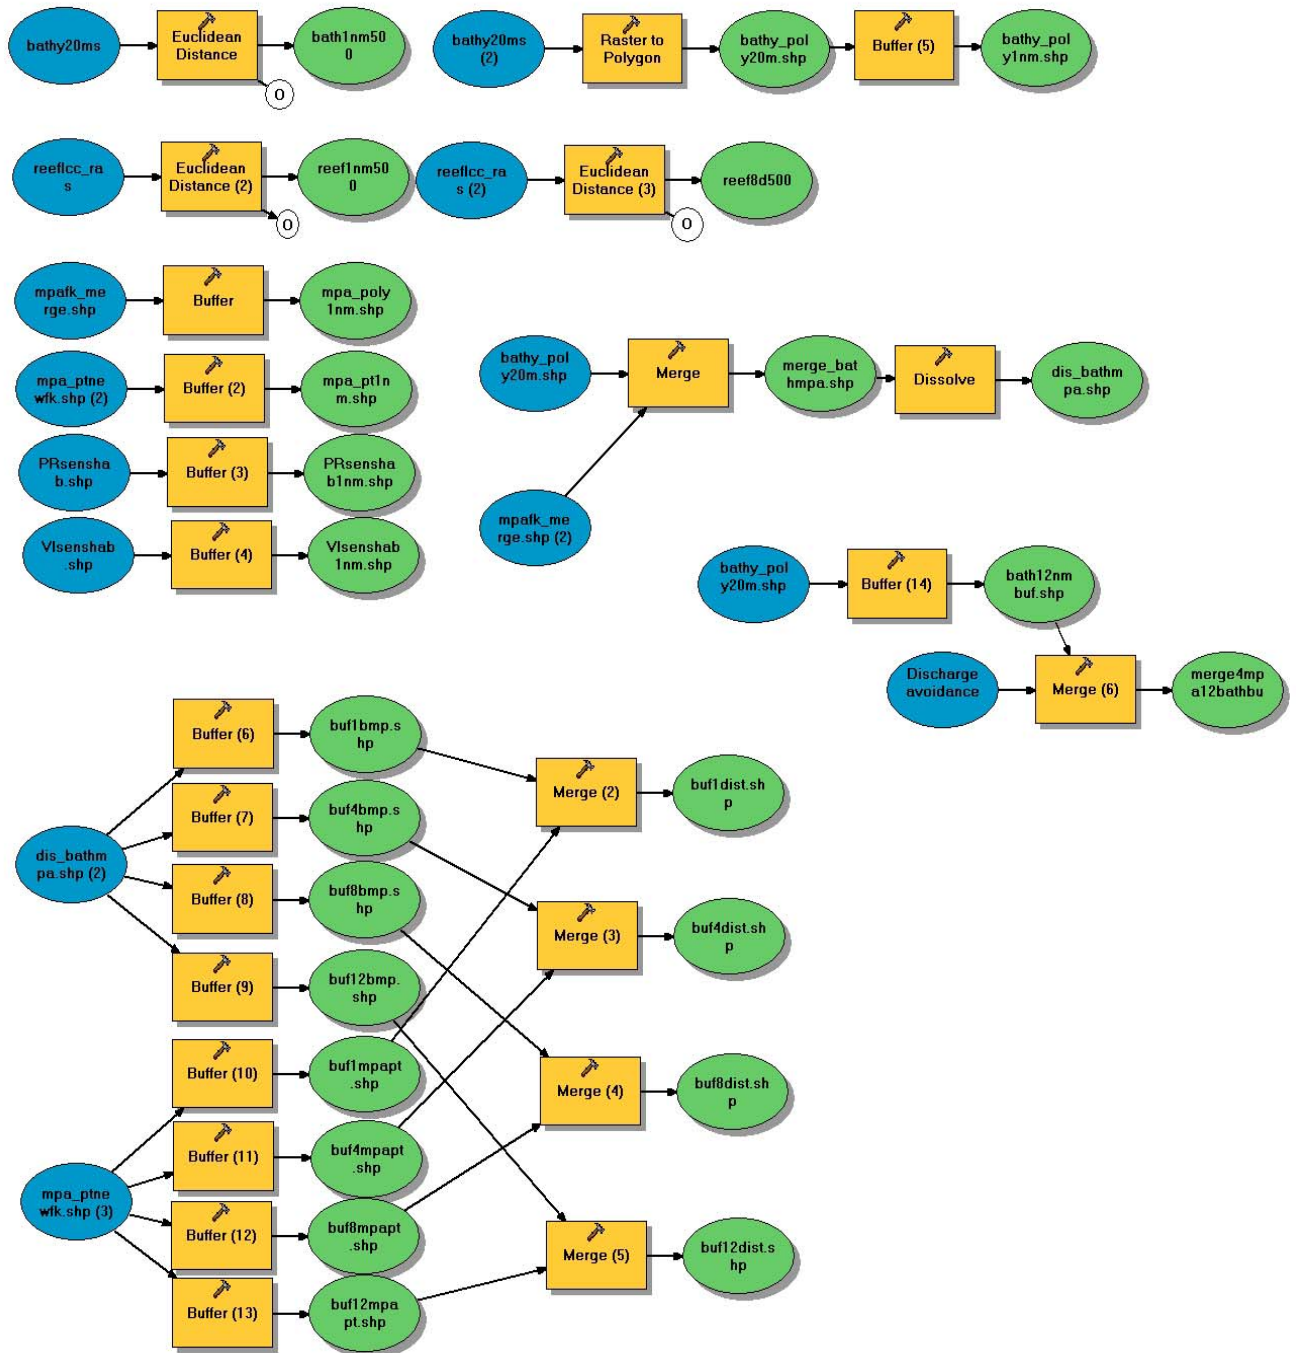 bathy20ms
Euclidean
Distance
bath1nm50
0
O
bathy20ms
(2)
Raster to
Polygon
bathy_pol
y20m.shp
Buffer (5)
bathy_pol
y1nm.shp
reeflcc_ra
s
Euclidean
Distance (2)
reef1nm50
0
O
reeflcc_ra
s (2)
Euclidean
Distance (3)
reef8d500
O
mpafk_me
rge.shp
Buffer
mpa_poly
1nm.shp
mpa_ptne
wfk.shp (2)
Buffer (2)
mpa_pt1n
m.shp
PRsensha
b.shp
Buffer (3)
PRsensha
b1nm.shp
VIsenshab
.shp
Buffer (4)
VIsenshab
1nm.shp
bathy_pol
y20m.shp
Merge
merge_bat
hmpa.shp
Dissolve
dis_bathm
pa.shp
mpafk_me
rge.shp (2)
bathy_pol
y20m.shp
Buffer (14)
bath12nm
buf.shp
Discharge
avoidance
Merge (6)
merge4mp
a12bathbu
dis_bathm
pa.shp (2)
Buffer (6)
buf1bmp.s
hp
Buffer (7)
buf4bmp.s
hp
Buffer (8)
buf8bmp.s
hp
Buffer (9)
buf12bmp.
shp
mpa_ptne
wfk.shp (3)
Buffer (10)
buf1mpapt
.shp
Buffer (11)
buf4mpapt
.shp
Buffer (12)
buf8mpapt
.shp
Buffer (13)
buf12mpa
pt.shp
Merge (2)
buf1dist.sh
p
Merge (3)
buf4dist.sh
p
Merge (4)
buf8dist.sh
p
Merge (5)
buf12dist.s
hp